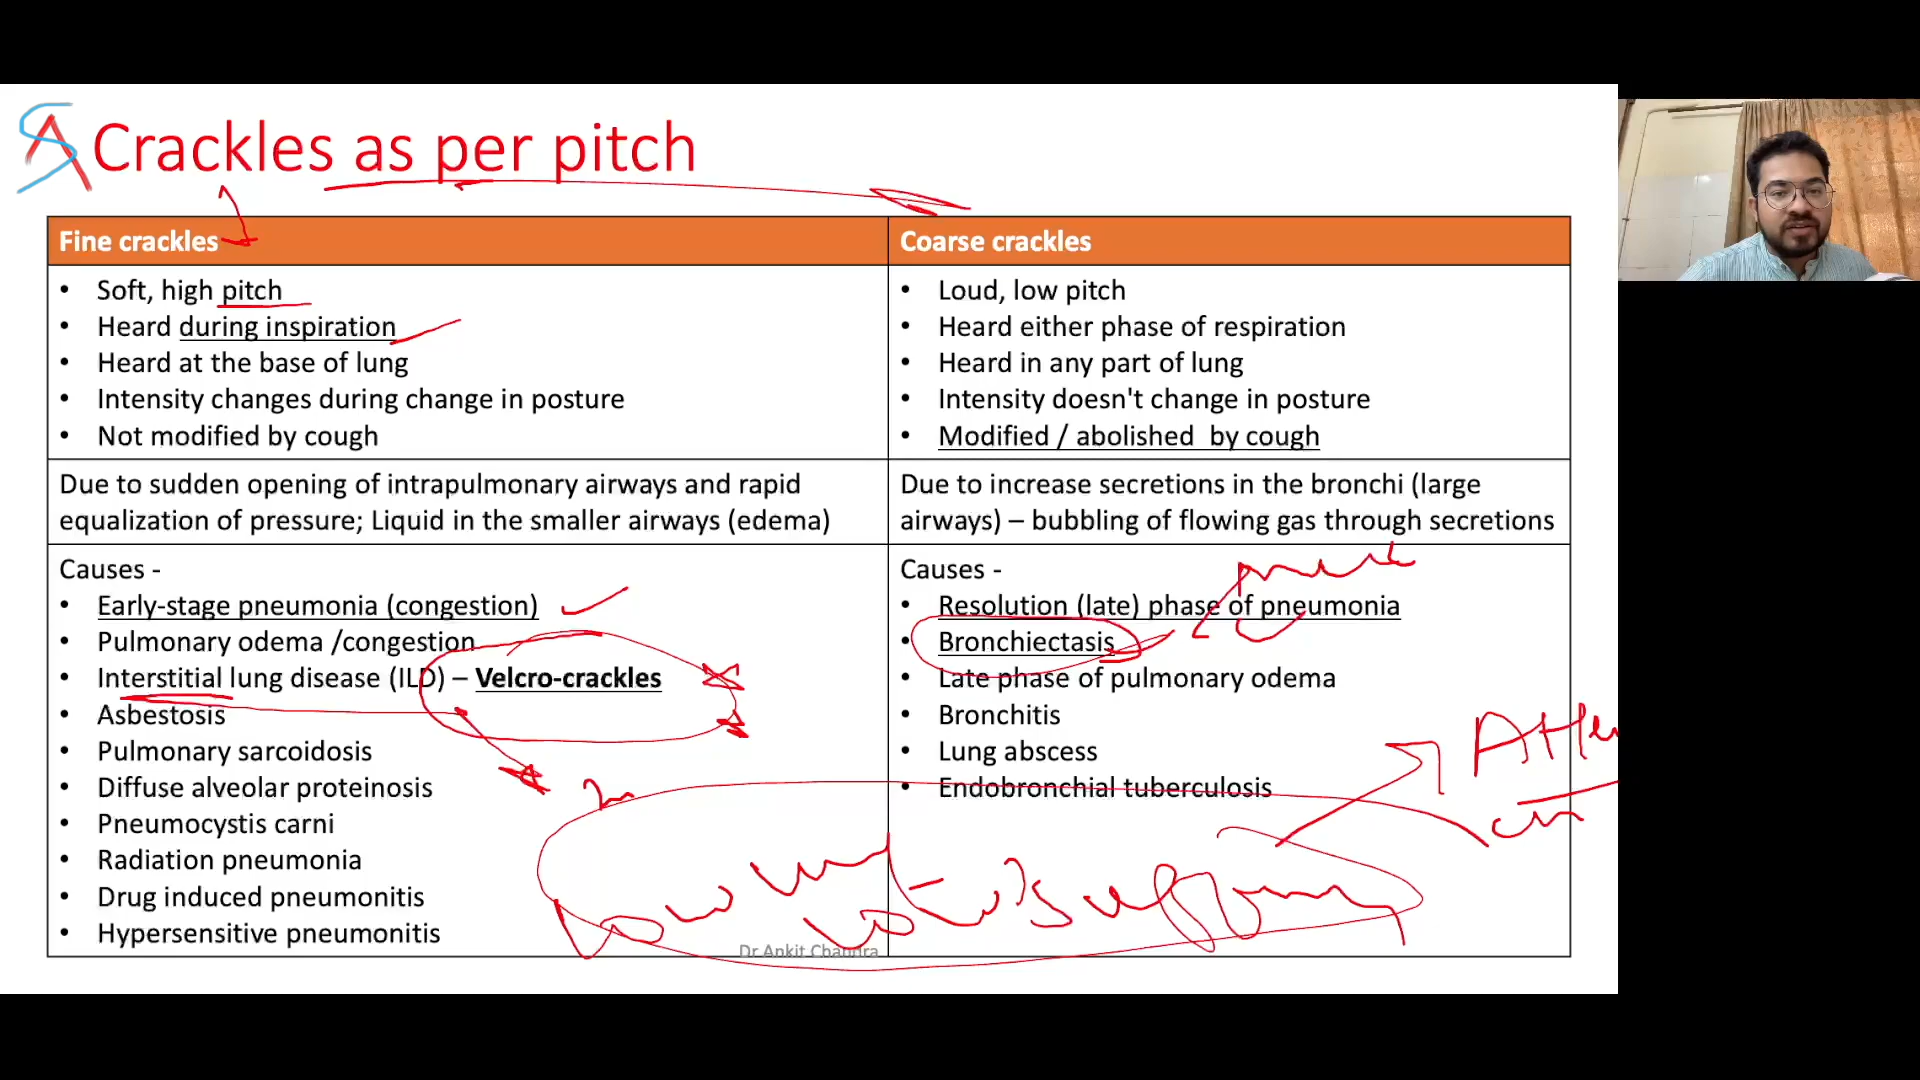 SA Crackles as per pitch
Fine crackles
• Soft, high pitch
• Heard during inspiration
• Heard at the base of lung
• Intensity changes during change in posture
• Not modified by cough
Due to sudden opening of intrapulmonary airways and rapid
equalization of pressure; Liquid in the smaller airways (edema)
Causes -
• Early-stage pneumonia (congestion)
• Pulmonary odema /congestion
• Interstitial lung disease (ILD) – Velcro-crackles
• Asbestosis
• Pulmonary sarcoidosis
• Diffuse alveolar proteinosis
• Pneumocystis carni
• Radiation pneumonia
• Drug induced pneumonitis
• Hypersensitive pneumonitis
Coarse crackles
• Loud, low pitch
• Heard either phase of respiration
• Heard in any part of lung
• Intensity doesn't change in posture
• Modified / abolished by cough
Due to increase secretions in the bronchi (large
airways) – bubbling of flowing gas through secretions
Causes -
• Resolution (late) phase of pneumonia
• Bronchiectasis
• Late phase of pulmonary odema
• Bronchitis
• Lung abscess
• Endobronchial tuberculosis
Dr Ankit Chandra